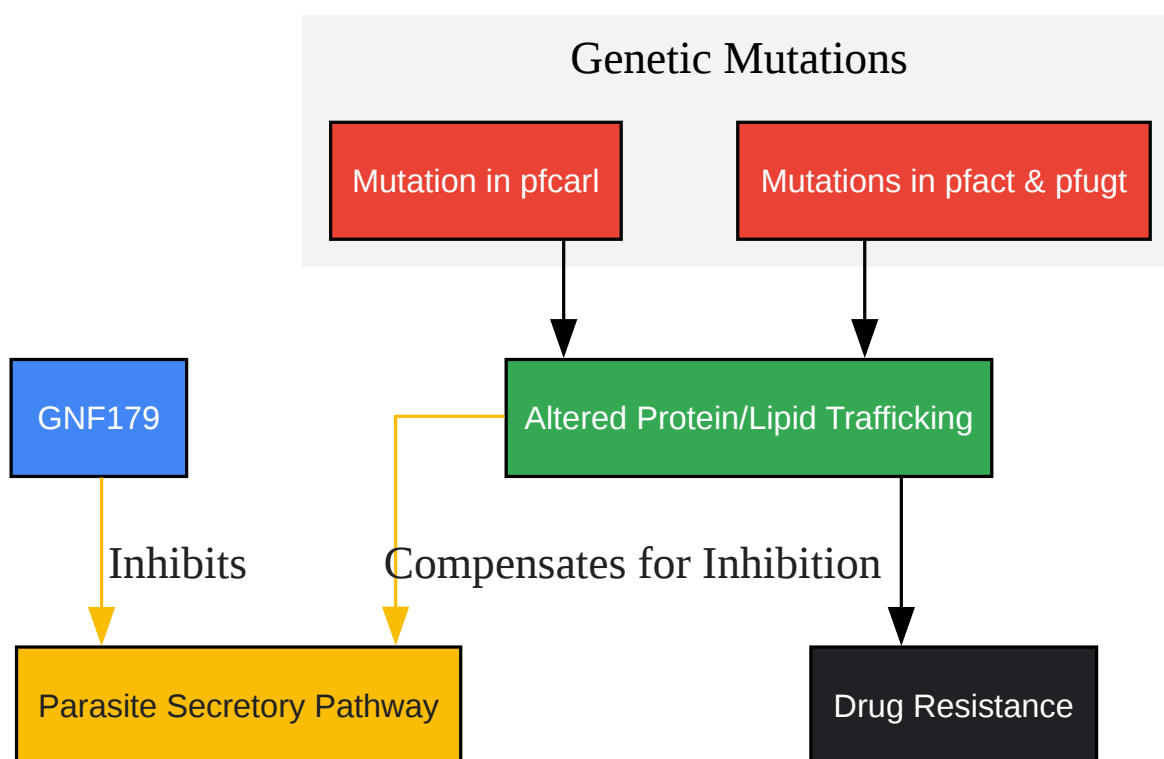 Genetic Mutations
Mutation in pfcarl
Mutations in pfact & pfugt
GNF179
Altered Protein/Lipid Trafficking
Inhibits
Compensates for Inhibition
Parasite Secretory Pathway
Drug Resistance